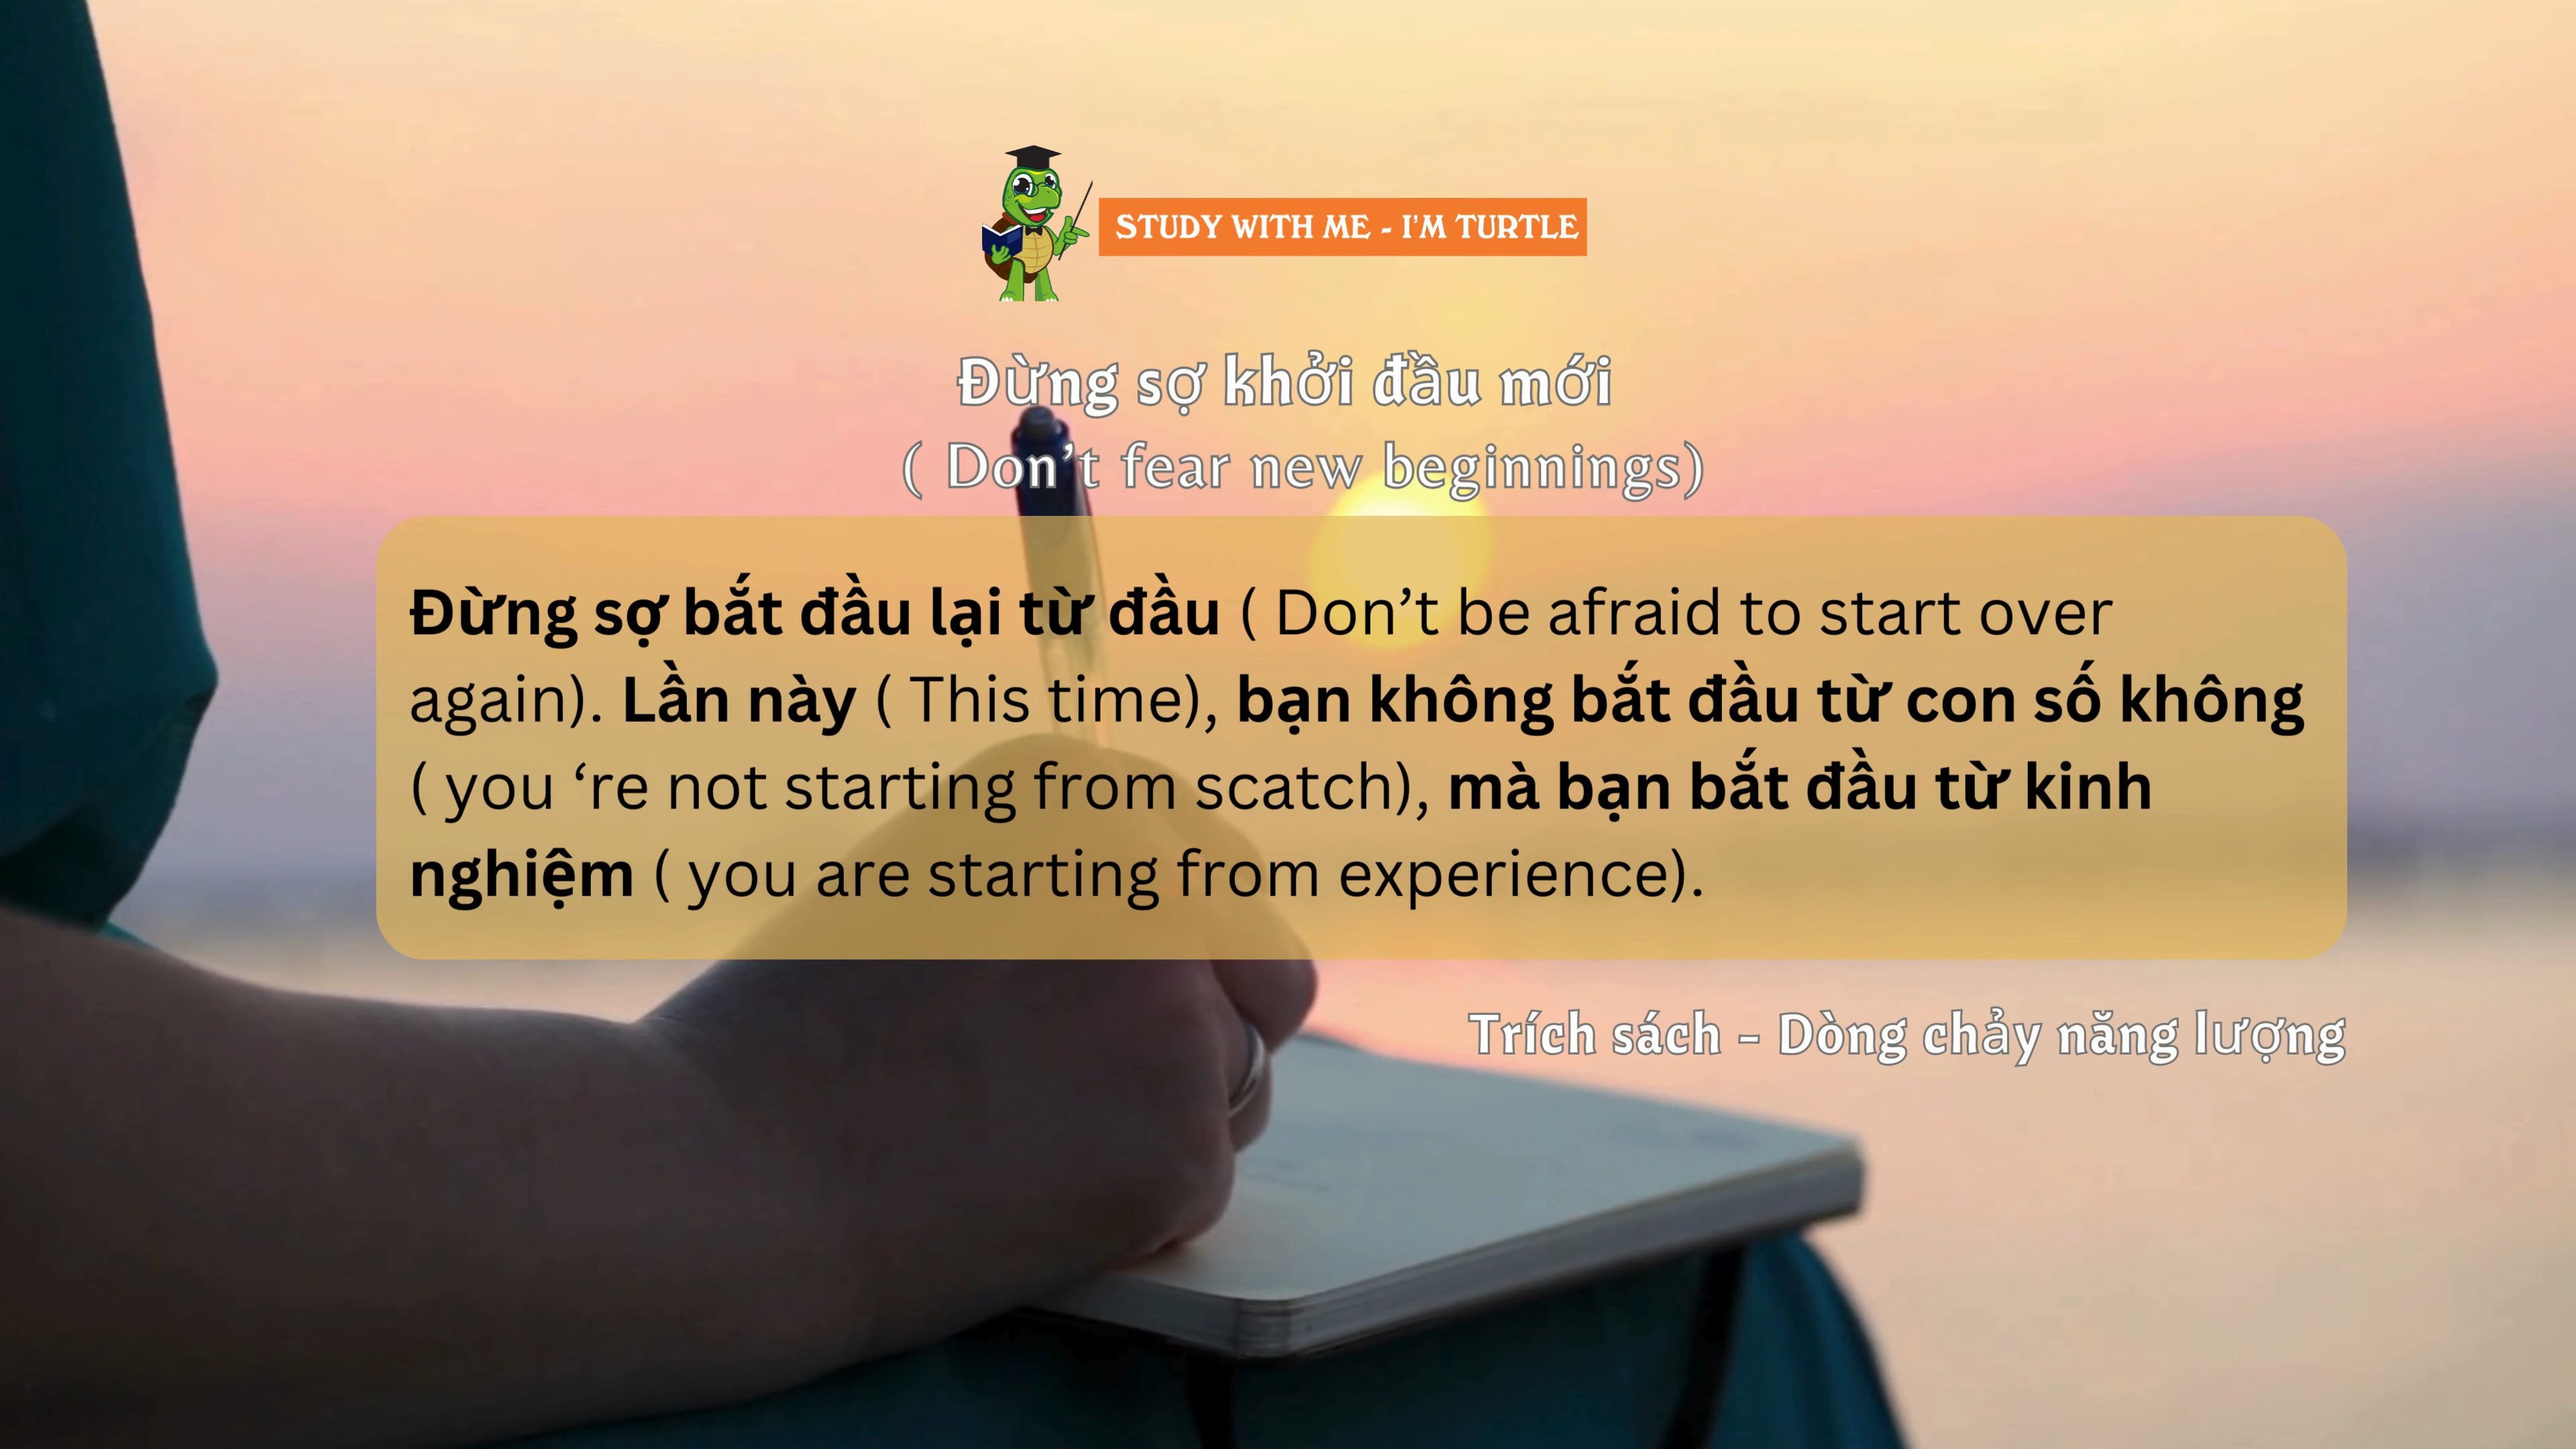 STUDY WITH ME - I'M TURTLE
Đừng sợ khởi đầu mới
( Don’t fear new beginnings)
Đừng sợ bắt đầu lại từ đầu ( Don’t be afraid to start over
again). Lần này ( This time), bạn không bắt đầu từ con số không
( you ‘re not starting from scatch), mà bạn bắt đầu từ kinh
nghiệm ( you are starting from experience).
Trích sách - Dòng chảy năng lượng